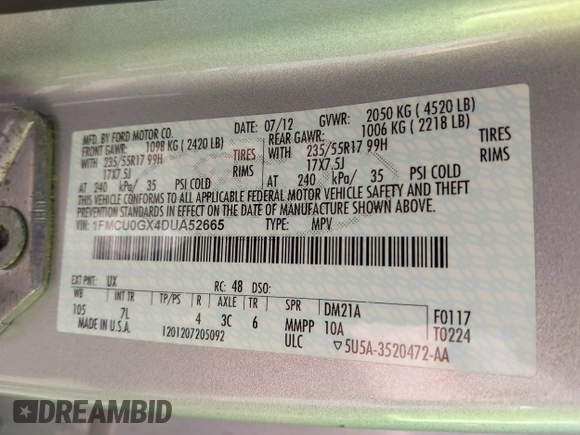 MFD. BY FORD MOTOR CO.
DATE: 07/12
GVWR: 2050 KG ( 4520 LB)
FRONT GAWR: 1098 KG ( 2420 LB)
REAR GAWR: 1006 KG ( 2218 LB)
WITH 235/55R17 99H TIRES
WITH 235/55R17 99H TIRES
17X7.5J RIMS
17X7.5J RIMS
AT 240 kPa/ 35 PSI COLD
AT 240 kPa/ 35 PSI COLD
THIS VEHICLE CONFORMS TO ALL APPLICABLE FEDERAL MOTOR VEHICLE SAFETY AND THEFT
PREVENTION STANDARDS IN EFFECT ON THE DATE OF MANUFACTURE SHOWN ABOVE.
VIN: 1FMCU0GX4DUA52665
TYPE: MPV
EXT PNT: UX RC: 48 DSO:
WB INT TR TP/PS R AXLE TR SPR DM21A F0117
105 7L 4 3C 6 MMPP 10A T0224
MADE IN U.S.A. 1201207205092 ULC ▽5U5A-3520472-AA
DREAMBID